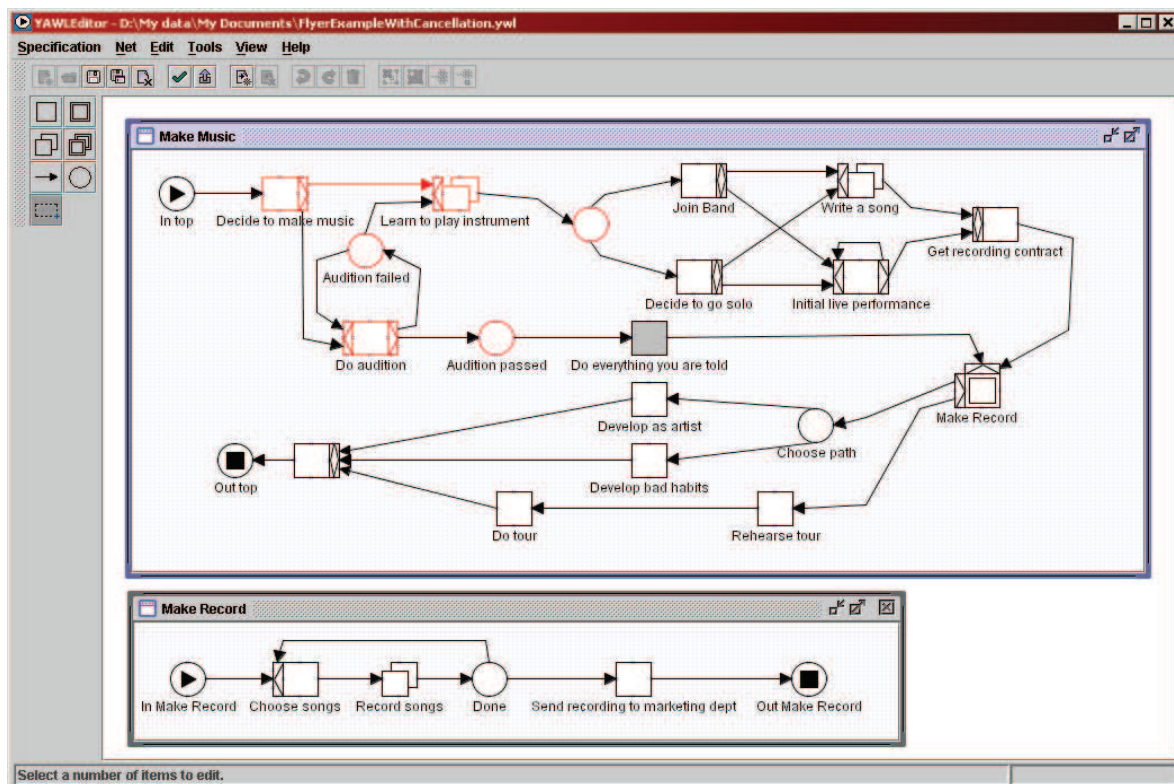 YAWLEditor - D:\My data\My Documents\FlyerExampleWithCancellation.ywl
Specification Net Edit Tools View Help
Make Music
In top
Decide to make music
Learn to play instrument
Join Band
Write a song
Get recording contract
Audition failed
Decide to go solo
Initial live performance
Do audition
Audition passed
Do everything you are told
Make Record
Develop as artist
Choose path
Out top
Develop bad habits
Do tour
Rehearse tour
Make Record
In Make Record
Choose songs
Record songs
Done
Send recording to marketing dept
Out Make Record
Select a number of items to edit.